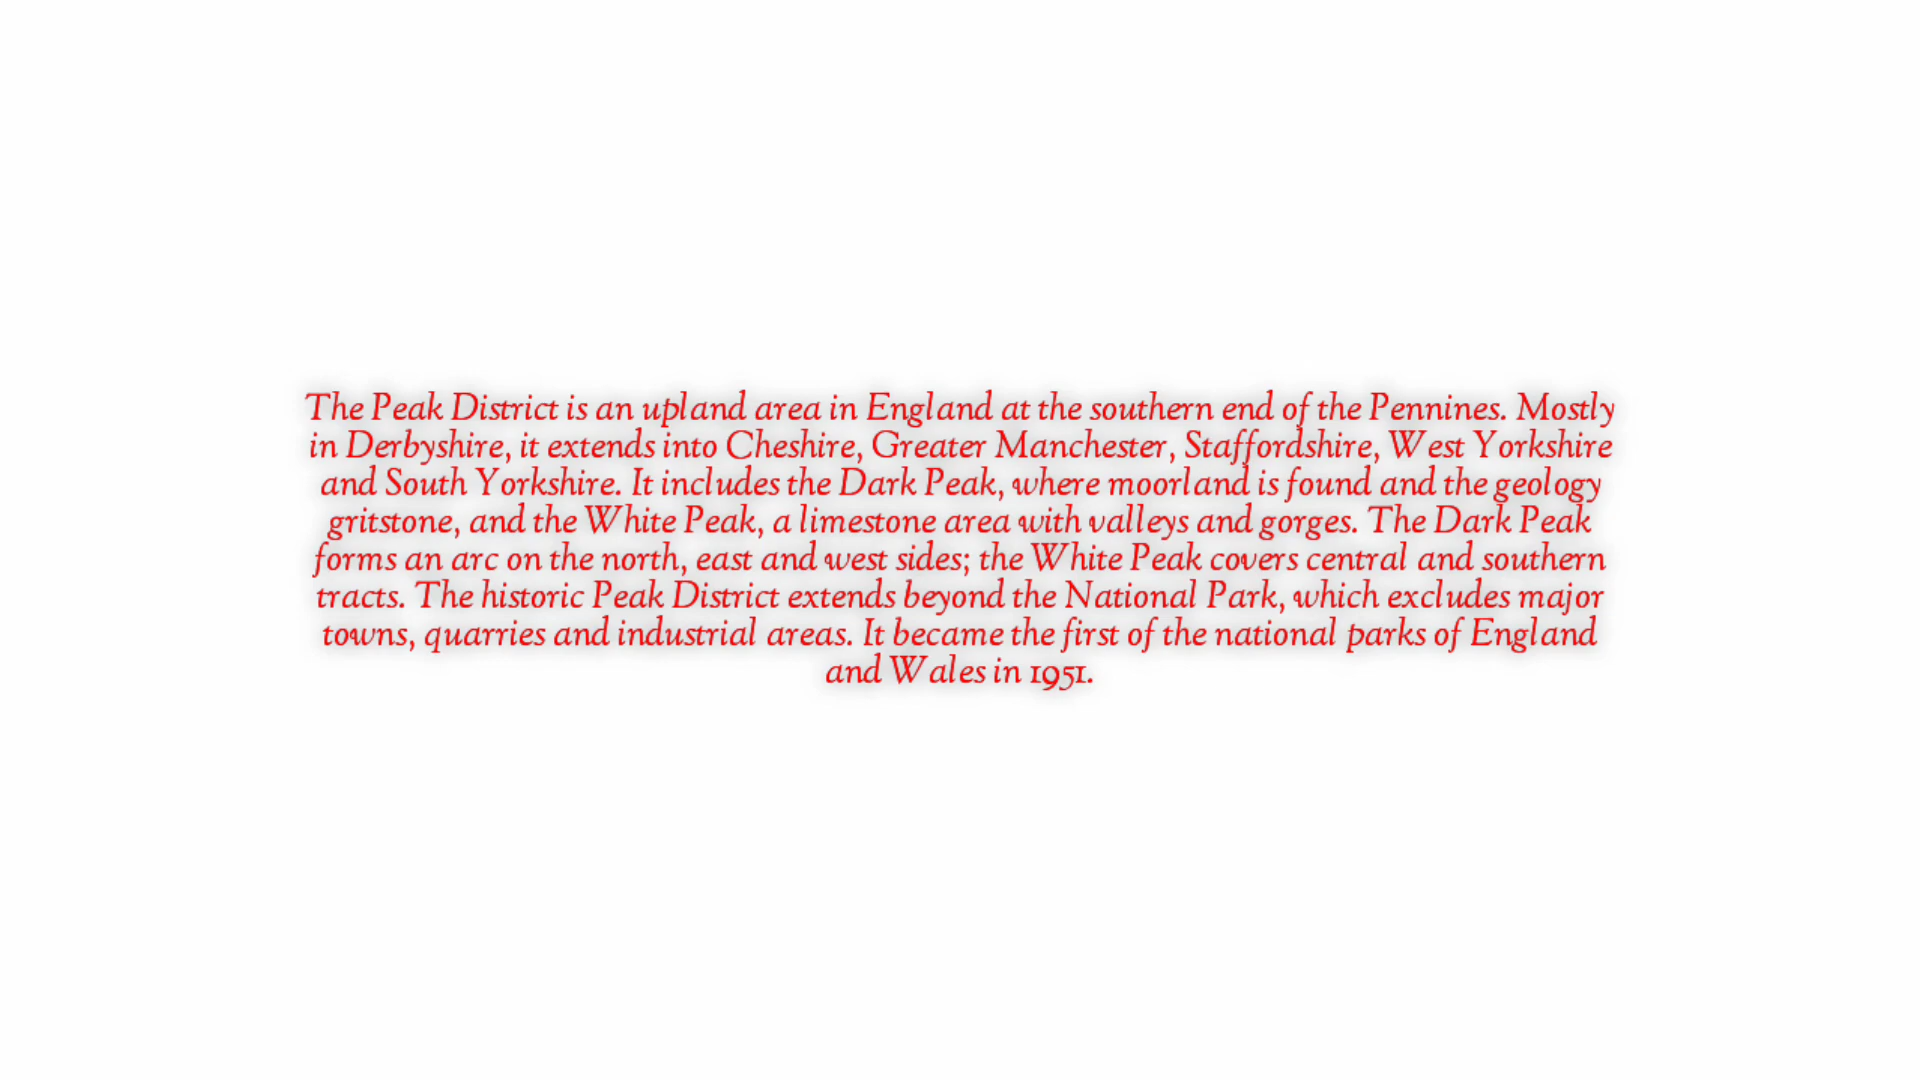 The Peak District is an upland area in England at the southern end of the Pennines. Mostly
in Derbyshire, it extends into Cheshire, Greater Manchester, Staffordshire, West Yorkshire
and South Yorkshire. It includes the Dark Peak, where moorland is found and the geology
gritstone, and the White Peak, a limestone area with valleys and gorges. The Dark Peak
forms an arc on the north, east and west sides; the White Peak covers central and southern
tracts. The historic Peak District extends beyond the National Park, which excludes major
towns, quarries and industrial areas. It became the first of the national parks of England
and Wales in 1951.